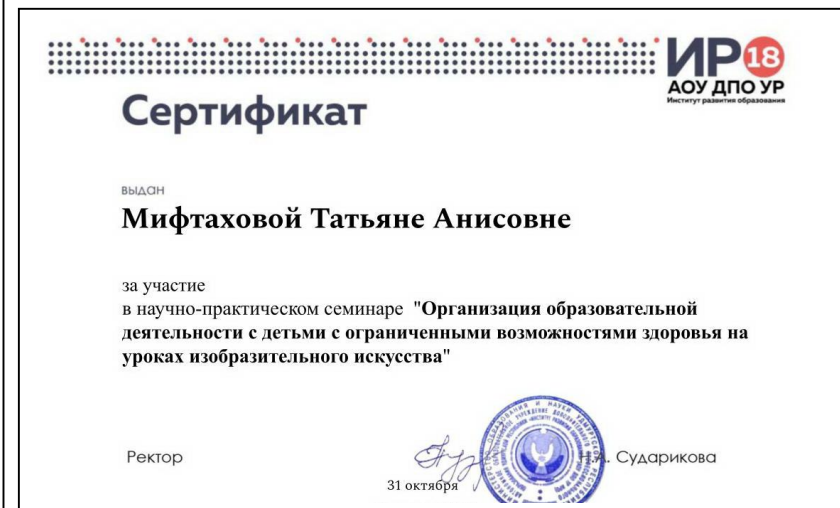 ИРО18
АОУ ДПО УР
Институт развития образования
Сертификат
выдан
Мифтаховой Татьяне Анисовне
за участие
в научно-практическом семинаре "Организация образовательной
деятельности с детьми с ограниченными возможностями здоровья на
уроках изобразительного искусства"
Ректор
Н.А. Сударикова
31 октября